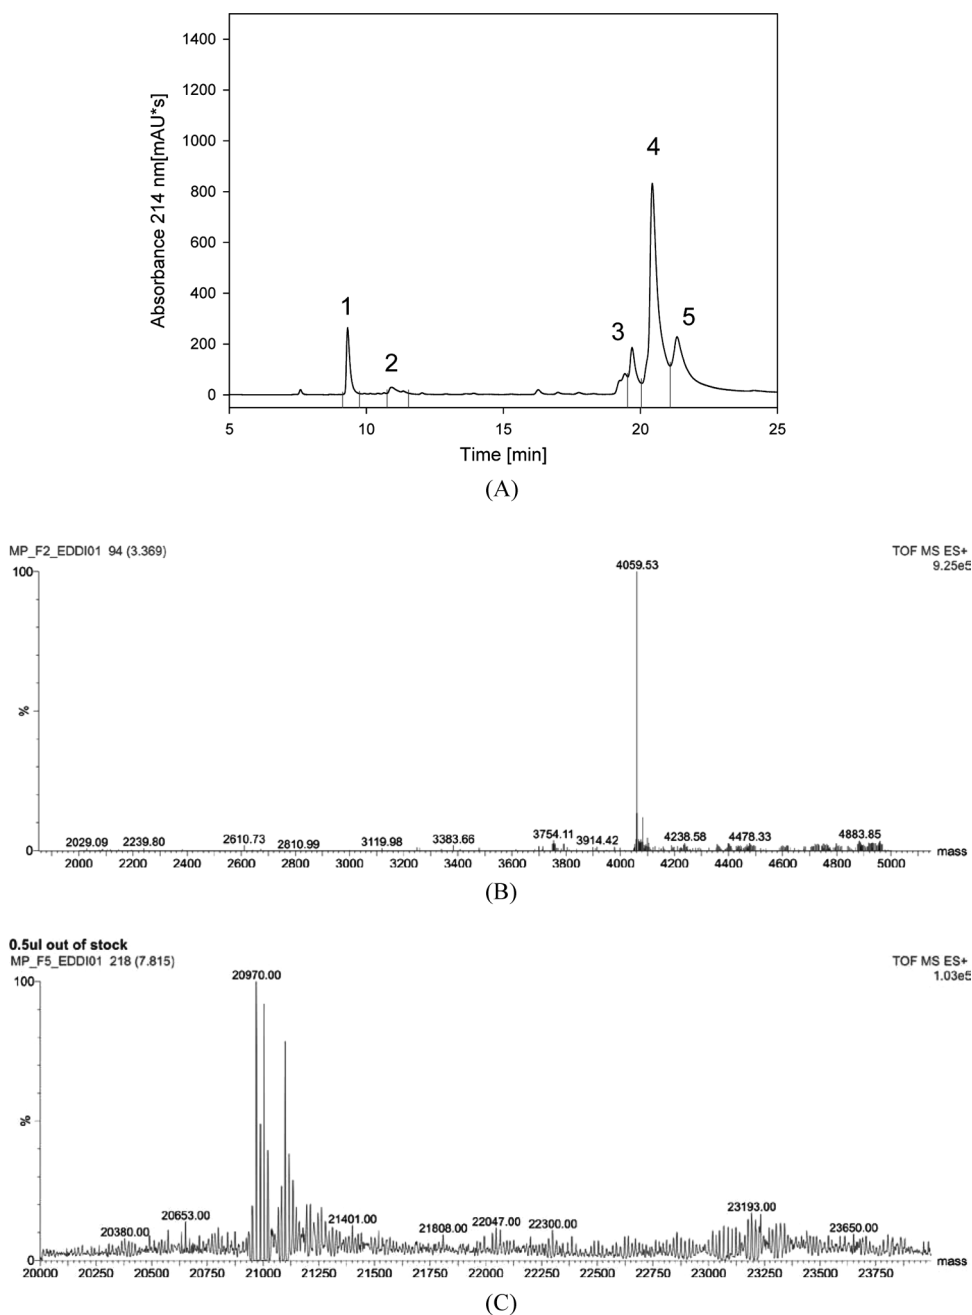 1400
1200
1000
800
600
400
200
0
Absorbance 214 nm[mAU*s]
1
2
3
4
5
5 10 15 20 25
Time [min]
(A)
MP_F2_EDDI01 94 (3.369)
TOF MS ES+
9.25e5
100
%
0
4059.53
2029.09 2239.80 2610.73 2810.99 3119.98 3383.66 3754.11 3914.42 4238.58 4478.33 4883.85
2000 2200 2400 2600 2800 3000 3200 3400 3600 3800 4000 4200 4400 4600 4800 5000 mass
(B)
0.5ul out of stock
MP_F5_EDDI01 218 (7.815)
TOF MS ES+
1.03e5
100
%
0
20970.00
20380.00 20653.00 21401.00 21808.00 22047.00 22300.00 23193.00 23650.00
20000 20250 20500 20750 21000 21250 21500 21750 22000 22250 22500 22750 23000 23250 23500 23750 mass
(C)